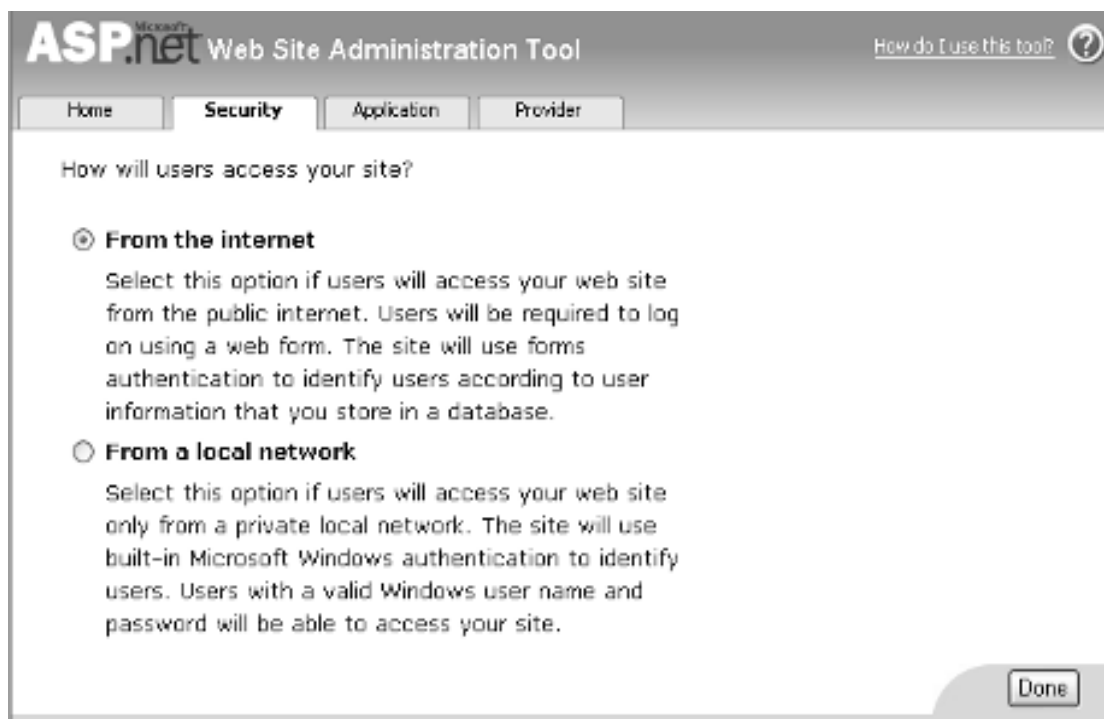 Microsoft
ASP.net Web Site Administration Tool
How do I use this tool? ?
Home Security Application Provider
How will users access your site?
From the internet
Select this option if users will access your web site
from the public internet. Users will be required to log
on using a web form. The site will use forms
authentication to identify users according to user
information that you store in a database.
From a local network
Select this option if users will access your web site
only from a private local network. The site will use
built-in Microsoft Windows authentication to identify
users. Users with a valid Windows user name and
password will be able to access your site.
Done